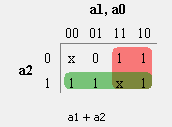 a1, a0
00 01 11 10
0 x 0 1 1
a2
1 1 1 x 1
a1 + a2